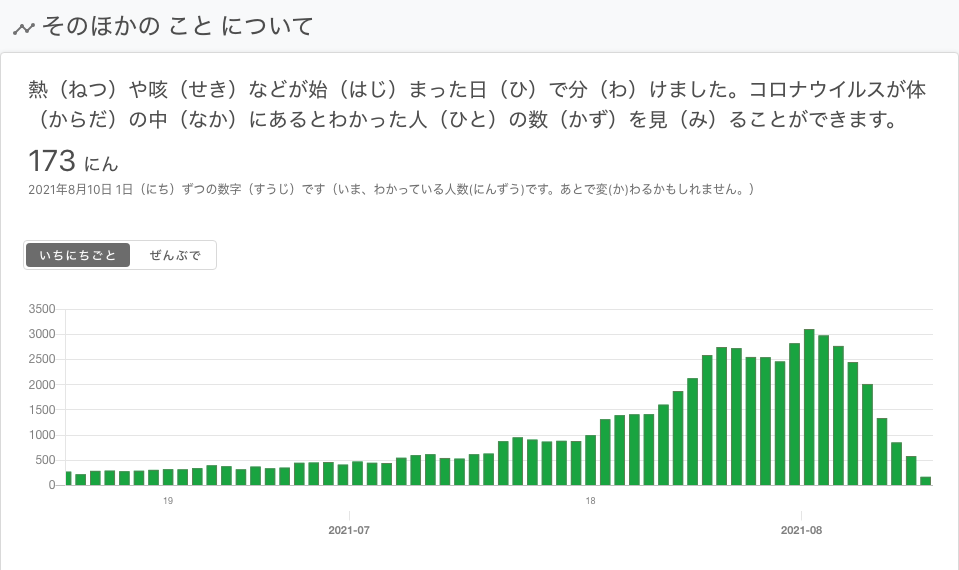 そのほかの こと について
熱（ねつ）や咳（せき）などが始（はじ）まった日（ひ）で分（わ）けました。コロナウイルスが体
（からだ）の中（なか）にあるとわかった人（ひと）の数（かず）を見（み）ることができます。
173 にん
2021年8月10日 1日（にち）ずつの数字（すうじ）です（いま、わかっている人数(にんずう)です。あとで変(か)わるかもしれません。）
いちにちごと ぜんぶで
3500
3000
2500
2000
1500
1000
500
0
19 18
2021-07 2021-08